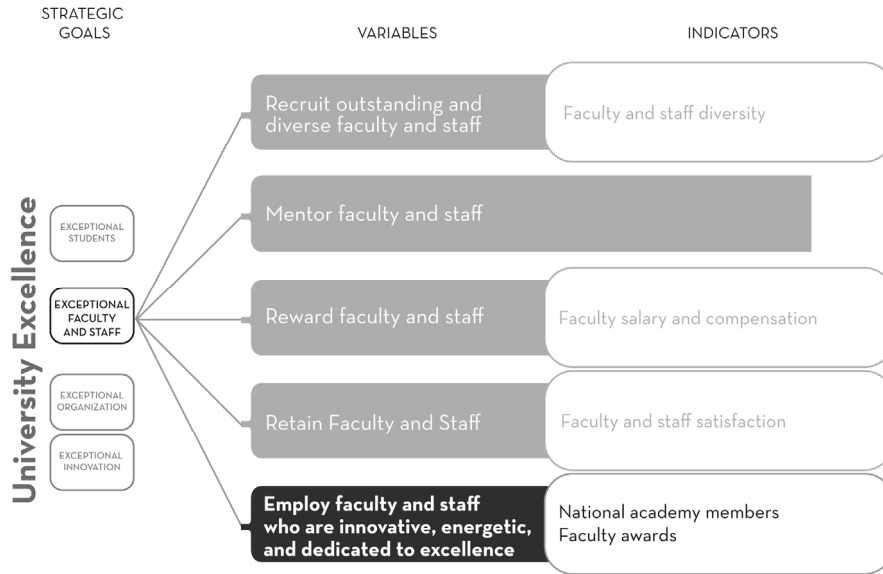 STRATEGIC
GOALS
VARIABLES
INDICATORS
University Excellence
EXCEPTIONAL
STUDENTS
EXCEPTIONAL
FACULTY
AND STAFF
EXCEPTIONAL
ORGANIZATION
EXCEPTIONAL
INNOVATION
Recruit outstanding and
diverse faculty and staff
Faculty and staff diversity
Mentor faculty and staff
Reward faculty and staff
Faculty salary and compensation
Retain Faculty and Staff
Faculty and staff satisfaction
Employ faculty and staff
who are innovative, energetic,
and dedicated to excellence
National academy members
Faculty awards